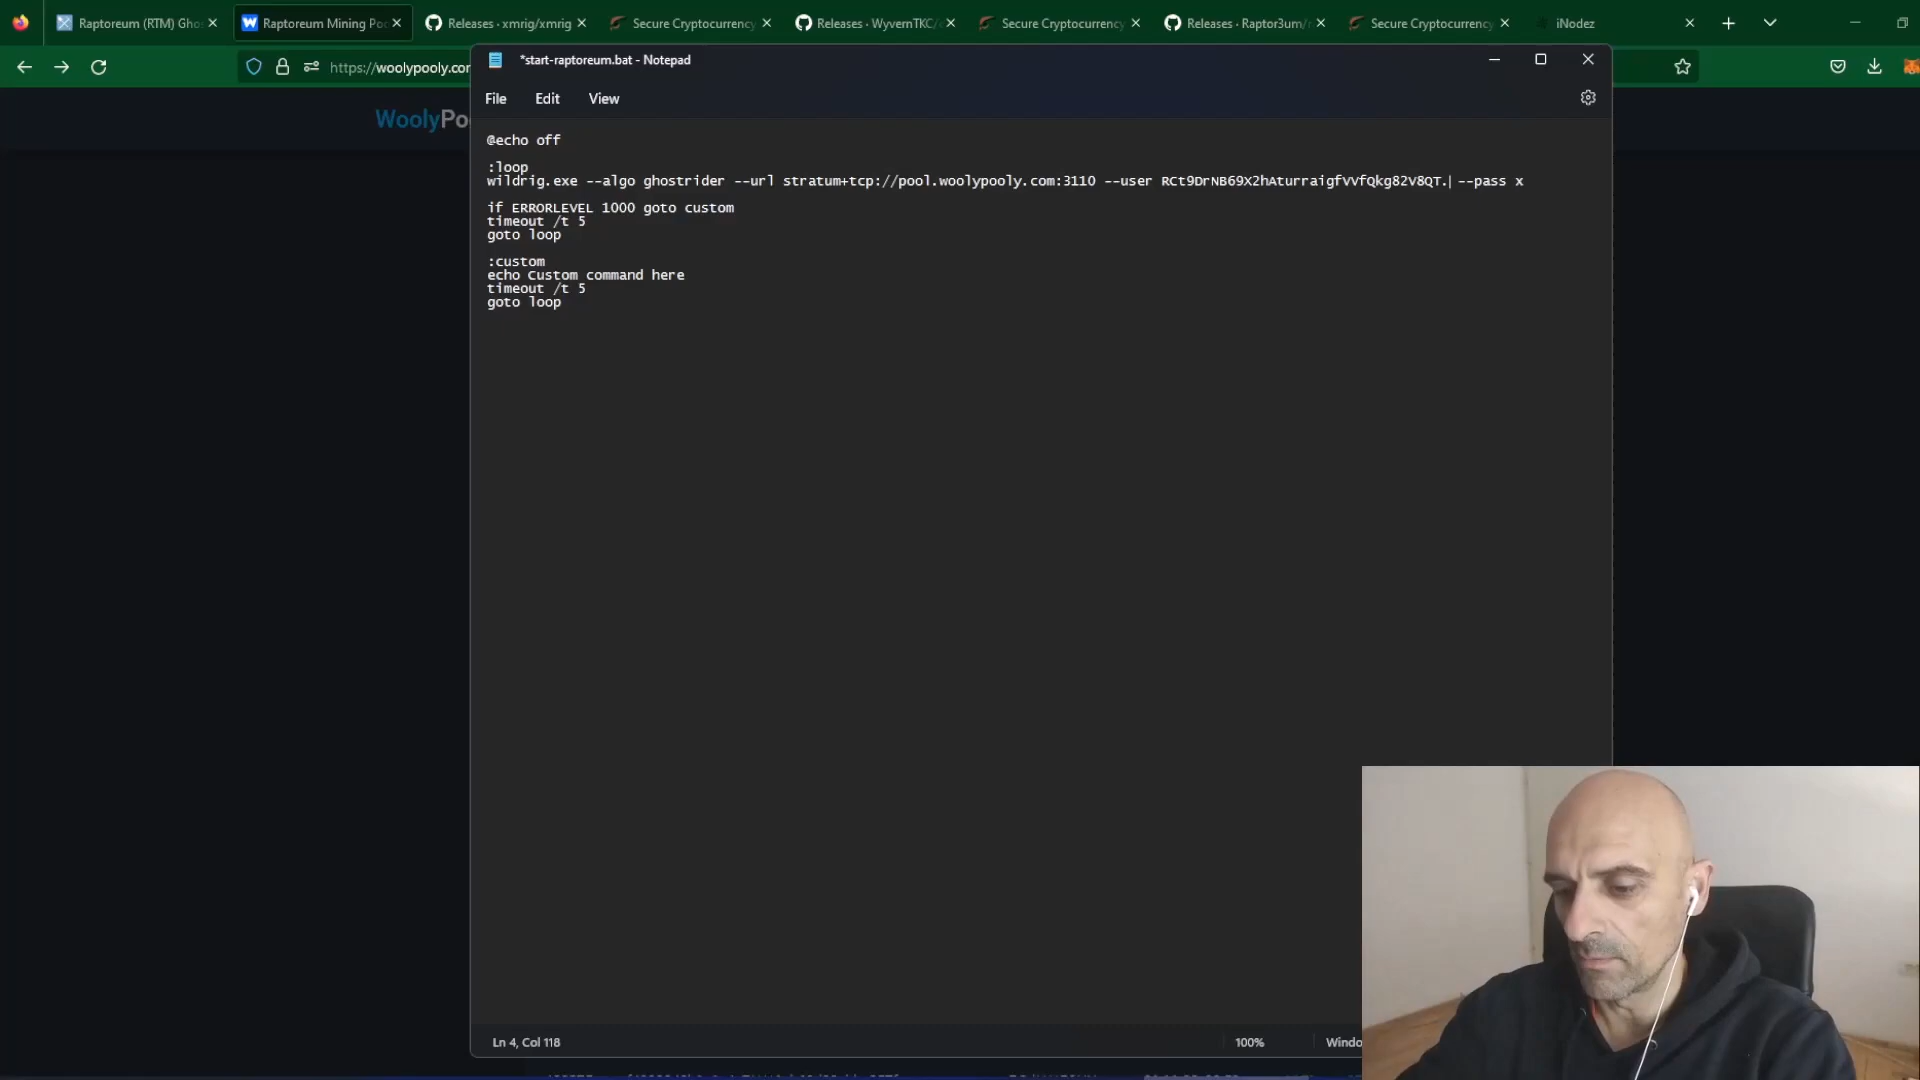 Raptoreum (RTM) Gho
Raptoreum Mining Po
Releases · xmrig/xmrig
Secure Cryptocurrency
Releases · WyvernTKC/
Secure Cryptocurrency
Releases · Raptor3um/r
Secure Cryptocurrency
iNodez
https://woolypooly.com
*start-raptoreum.bat - Notepad
File Edit View
WoolyPo
@echo off
:loop
wildrig.exe --algo ghostrider --url stratum+tcp://pool.woolypooly.com:3110 --user RCt9DrNB69X2hAturraigfVVfQkg82V8QT. --pass x
if ERRORLEVEL 1000 goto custom
timeout /t 5
goto loop
:custom
echo Custom command here
timeout /t 5
goto loop
Ln 4, Col 118
100%
Windo